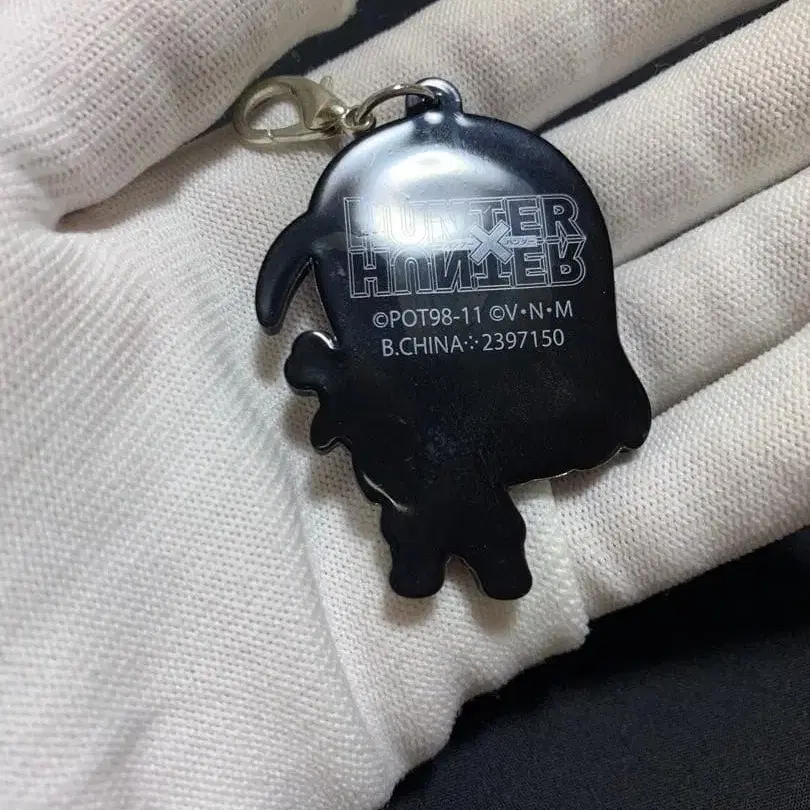 HUNTER
×
HUNTER
©POT98-11 ©V・N・M
B.CHINA 2397150